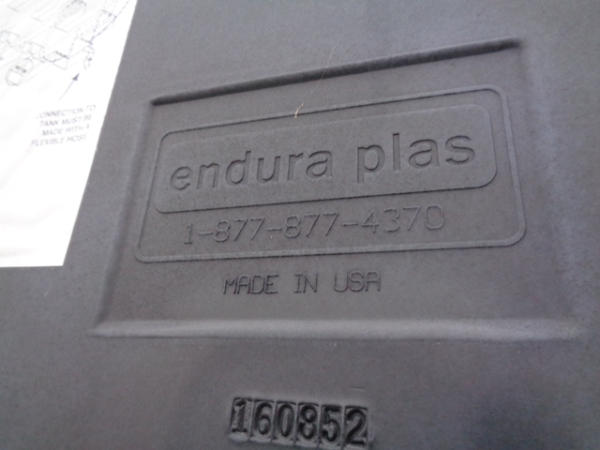 CONNECTION TO
TANK MUST BE
MADE WITH A
FLEXIBLE HOSE
endura plas
1-877-877-4370
MADE IN USA
160852